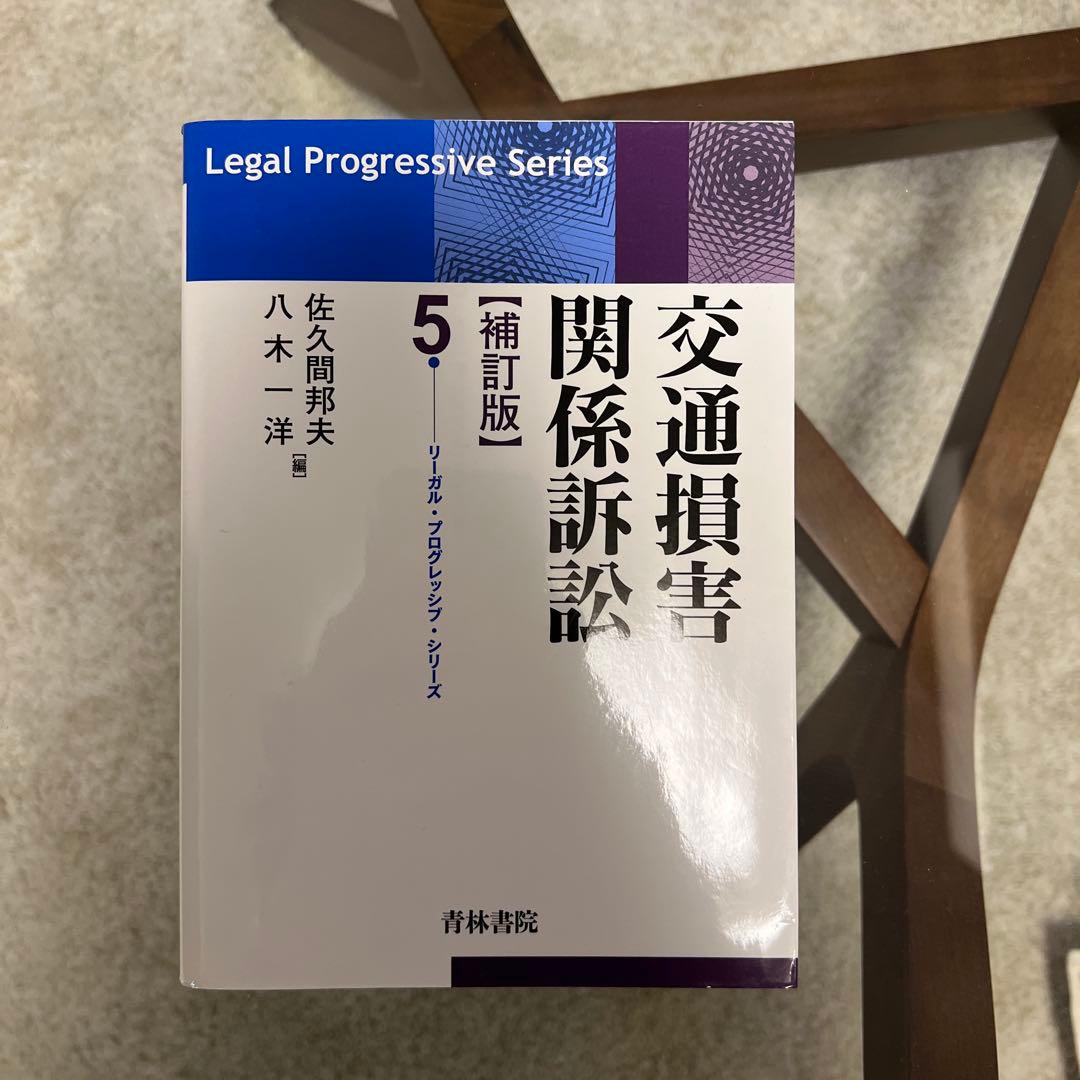 Legal Progressive Series
交通損害
関係訴訟
【補訂版】
5
リーガル・プログレッシブ・シリーズ
佐久間邦夫
八木一洋
[編]
青林書院